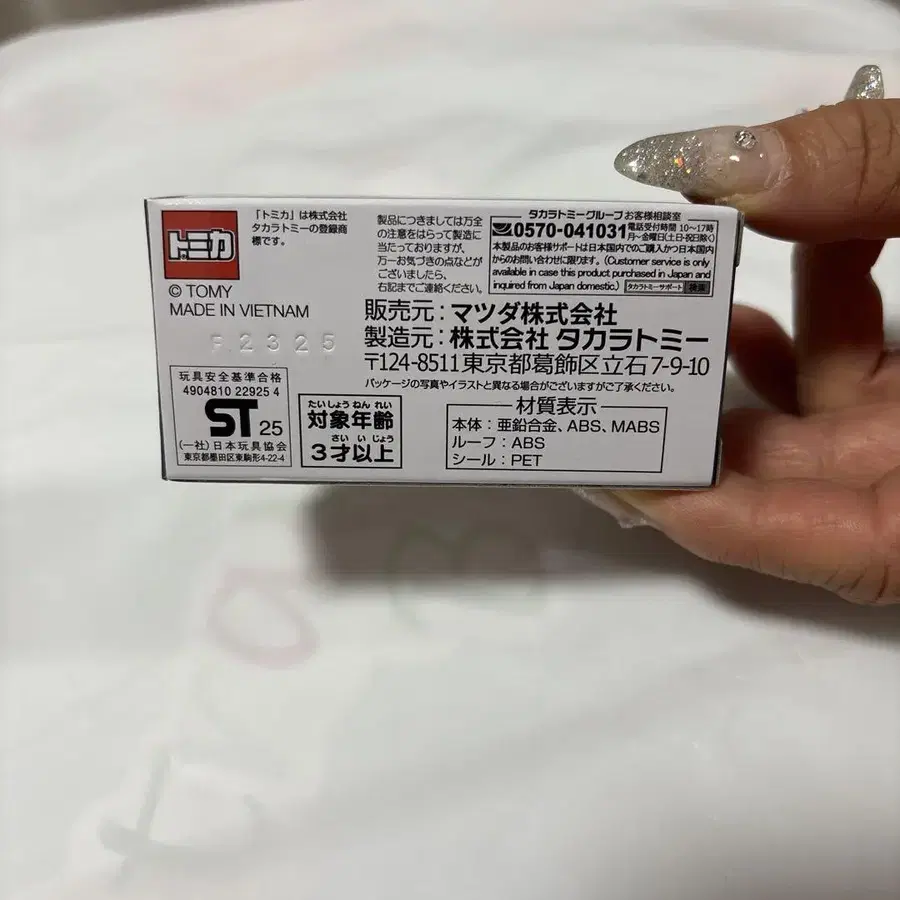 トミカ
「トミカ」は株式会社
タカラトミーの登録商
標です。
© TOMY
MADE IN VIETNAM
F.2325
玩具安全基準合格
4904810 22925 4
ST 25
(一社)日本玩具協会
東京都墨田区東駒形4-22-4
製品につきましては万全
の注意をはらって製造に
当たっておりますが、
万一お気づきの点などが
ございましたら、
右記までご連絡ください。
タカラトミーグループ お客様相談室
0570-041031 電話受付時間 10〜17時
月〜金曜日(土・日・祝日除く)
本製品のお客様サポートは日本国内でのご購入かつ日本国内
からのお問い合わせに限ります。(Customer service is only
available in case this product purchased in Japan and
inquired from Japan domestic.) タカラトミーサポート 検索
販売元:マツダ株式会社
製造元:株式会社 タカラトミー
〒124-8511 東京都葛飾区立石7-9-10
パッケージの写真やイラストと異なる場合がございますがご了承ください。
たいしょうねんれい
対象年齢
さいいじょう
3才以上
材質表示
本体:亜鉛合金、ABS、MABS
ルーフ:ABS
シール:PET